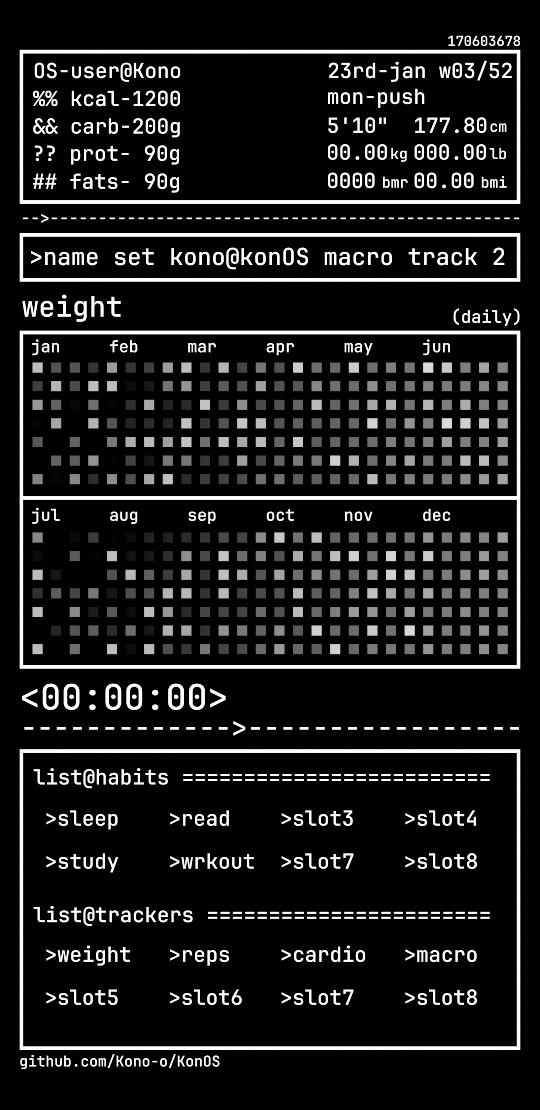 170603678
OS-user@Kono 23rd-jan w03/52
%% kcal-1200 mon-push
&& carb-200g 5'10" 177.80cm
?? prot- 90g 00.00kg 000.00lb
## fats- 90g 0000 bmr 00.00 bmi
-->--------------------------------------------------------
>name set kono@konOS macro track 2
weight (daily)
jan feb mar apr may jun
jul aug sep oct nov dec
<00:00:00>
-------------->------------------
list@habits =========================
>sleep >read >slot3 >slot4
>study >wrkout >slot7 >slot8
list@trackers =======================
>weight >reps >cardio >macro
>slot5 >slot6 >slot7 >slot8
github.com/Kono-o/KonOS